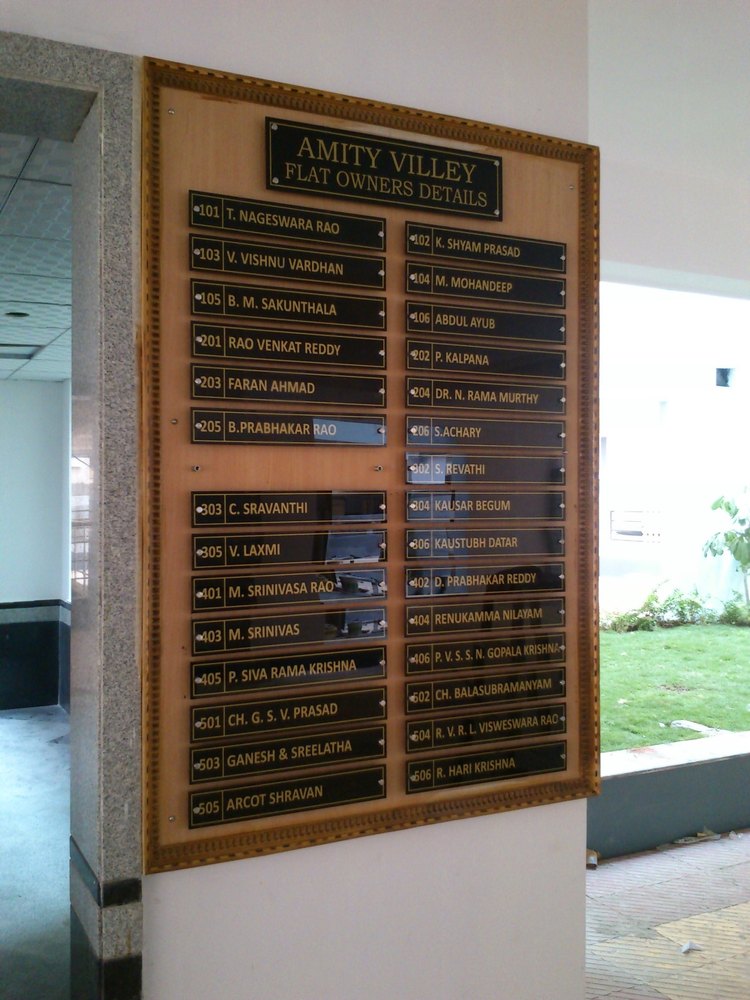 AMITY VILLEY
FLAT OWNERS DETAILS
101 T. NAGESWARA RAO
102 K. SHYAM PRASAD
103 V. VISHNU VARDHAN
104 M. MOHANDEEP
105 B. M. SAKUNTHALA
106 ABDUL AYUB
201 RAO VENKAT REDDY
202 P. KALPANA
203 FARAN AHMAD
204 DR. N. RAMA MURTHY
205 B.PRABHAKAR RAO
206 S.ACHARY
302 S. REVATHI
303 C. SRAVANTHI
304 KAUSAR BEGUM
305 V. LAXMI
306 KAUSTUBH DATAR
401 M. SRINIVASA RAO
402 D. PRABHAKAR REDDY
403 M. SRINIVAS
404 RENUKAMMA NILAYAM
405 P. SIVA RAMA KRISHNA
406 P. V. S. S. N. GOPALA KRISHNA
501 CH. G. S. V. PRASAD
502 CH. BALASUBRAMANYAM
503 GANESH & SREELATHA
504 R. V. R. L. VISWESWARA RAO
505 ARCOT SHRAVAN
506 R. HARI KRISHNA